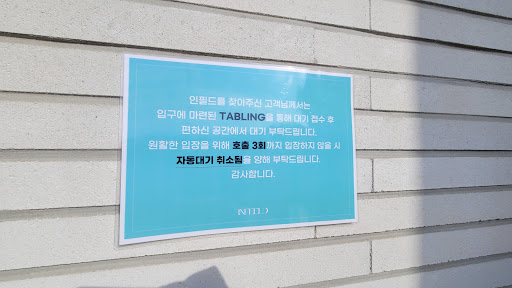 인필드를 찾아주신 고객님께서는
입구에 마련된 TABLING을 통해 대기 접수 후
편하신 공간에서 대기 부탁드립니다.
원활한 입장을 위해 호출 3회까지 입장하지 않을 시
자동대기 취소됨을 양해 부탁드립니다.
감사합니다.